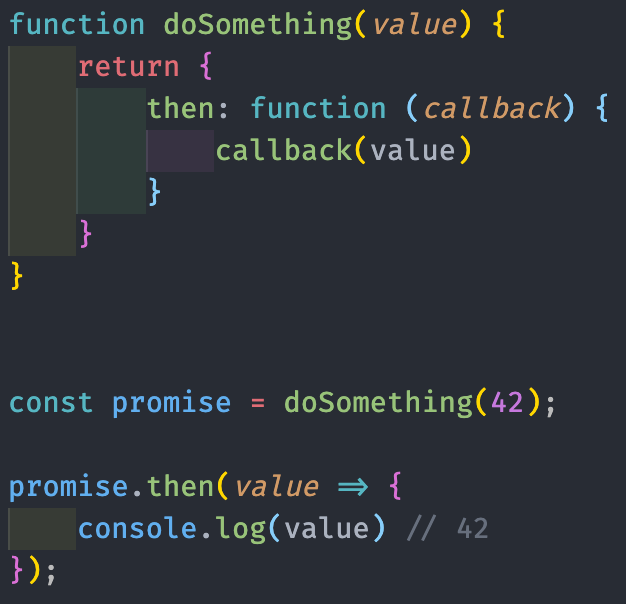 function doSomething(value) {
    return {
        then: function (callback) {
            callback(value)
        }
    }
}
const promise = doSomething(42);
promise.then(value => {
    console.log(value) // 42
});